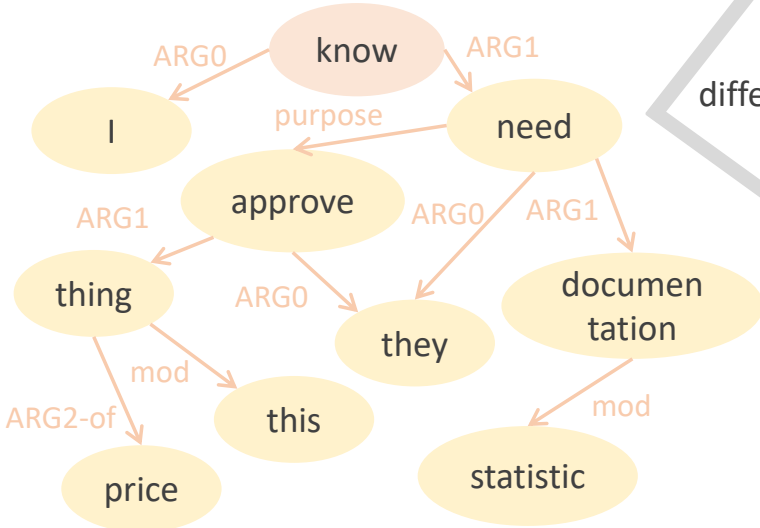 know
ARG0
ARG1
I
purpose
need
approve
ARG1
ARG0
ARG1
thing
ARG0
documen
tation
they
mod
this
mod
ARG2-of
price
statistic